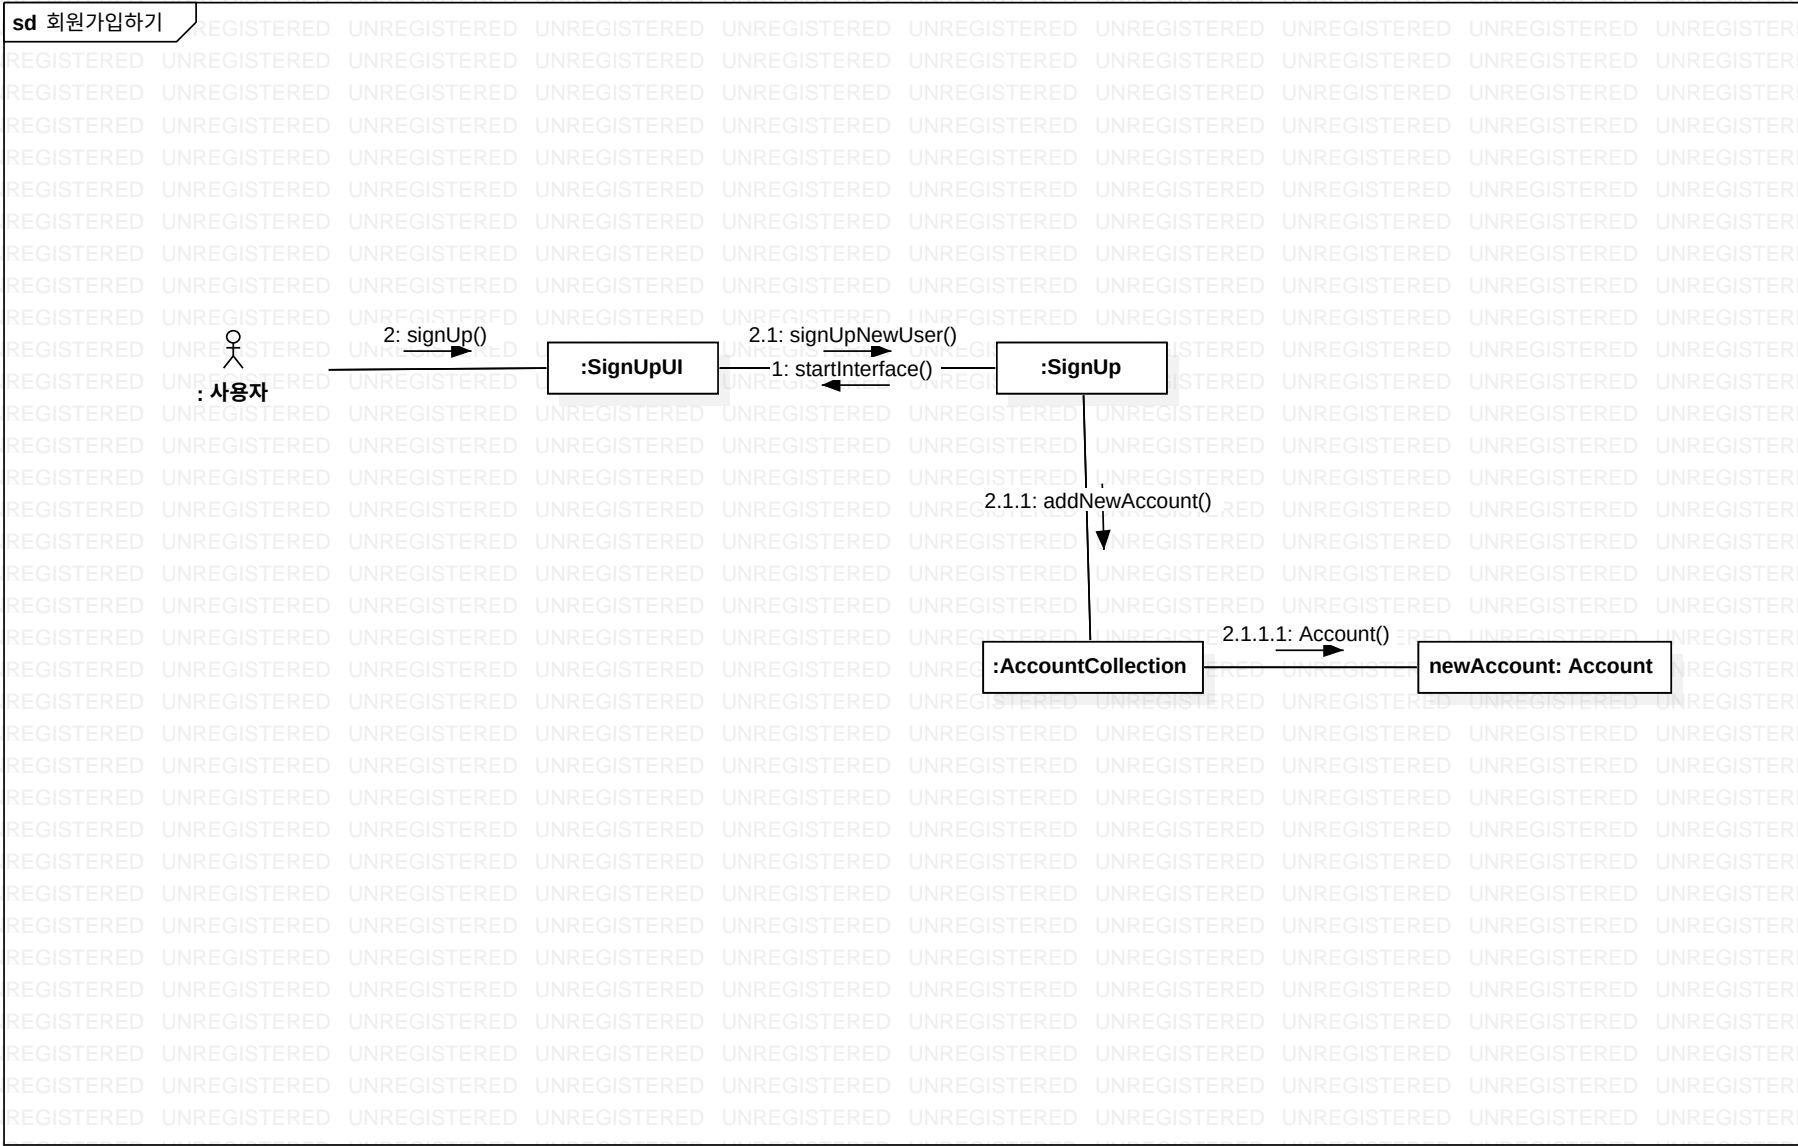 sd 회원가입하기
2: signUp()
2.1: signUpNewUser()
: 사용자
:SignUpUI
1: startInterface()
:SignUp
2.1.1: addNewAccount()
2.1.1.1: Account()
:AccountCollection
newAccount: Account
UNREGISTERED